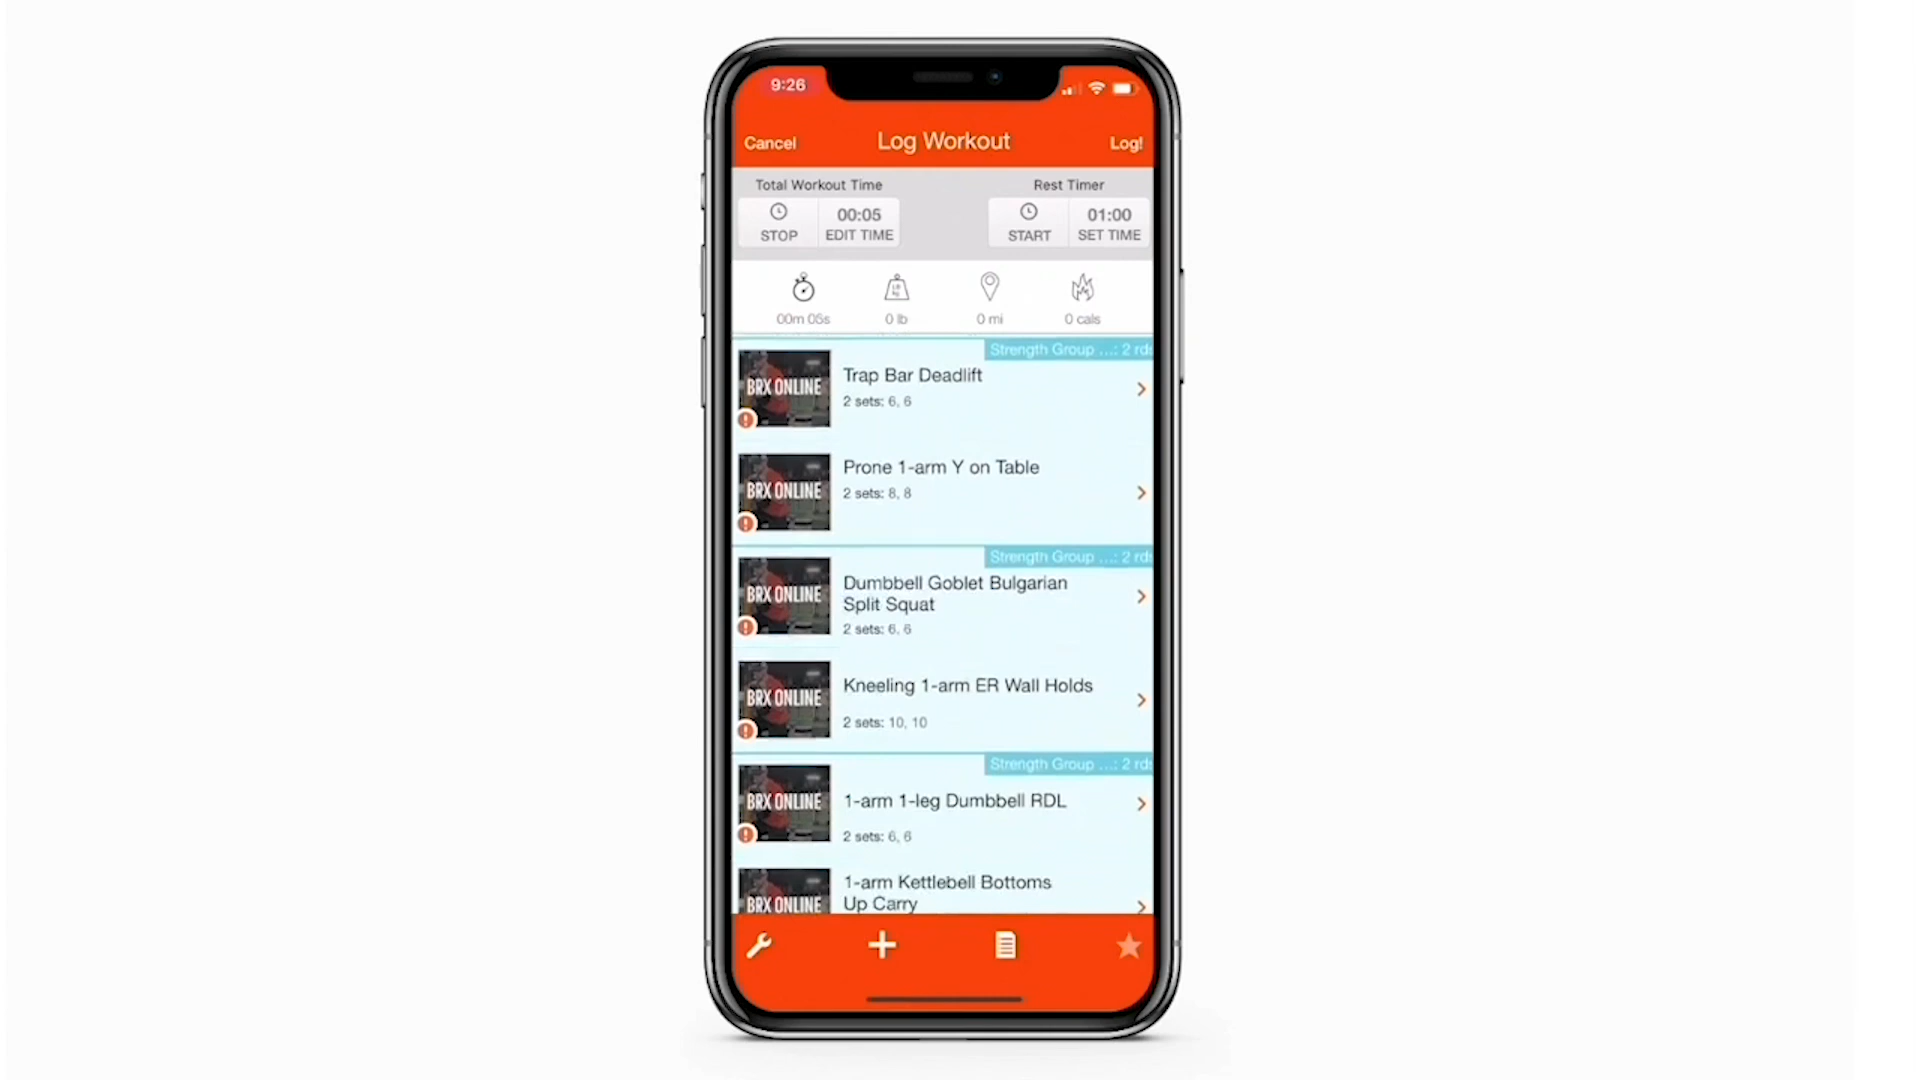 9:26
Cancel
Log Workout
Log!
Total Workout Time
Rest Timer
STOP
00:05
EDIT TIME
START
01:00
SET TIME
00m 05s
0 lb
0 mi
0 cals
Strength Group ...: 2 rds
BRX ONLINE
Trap Bar Deadlift
2 sets: 6, 6
BRX ONLINE
Prone 1-arm Y on Table
2 sets: 8, 8
Strength Group ...: 2 rds
BRX ONLINE
Dumbbell Goblet Bulgarian
Split Squat
2 sets: 6, 6
BRX ONLINE
Kneeling 1-arm ER Wall Holds
2 sets: 10, 10
Strength Group ...: 2 rds
BRX ONLINE
1-arm 1-leg Dumbbell RDL
2 sets: 6, 6
BRX ONLINE
1-arm Kettlebell Bottoms
Up Carry